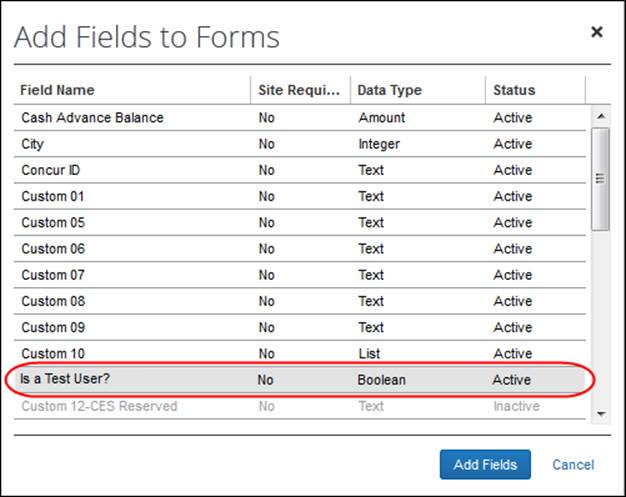 Add Fields to Forms ×
Field Name Site Requi... Data Type Status
Cash Advance Balance No Amount Active
City No Integer Active
Concur ID No Text Active
Custom 01 No Text Active
Custom 05 No Text Active
Custom 06 No Text Active
Custom 07 No Text Active
Custom 08 No Text Active
Custom 09 No Text Active
Custom 10 No List Active
Is a Test User? No Boolean Active
Custom 12-CES Reserved No Text Inactive
Add Fields Cancel